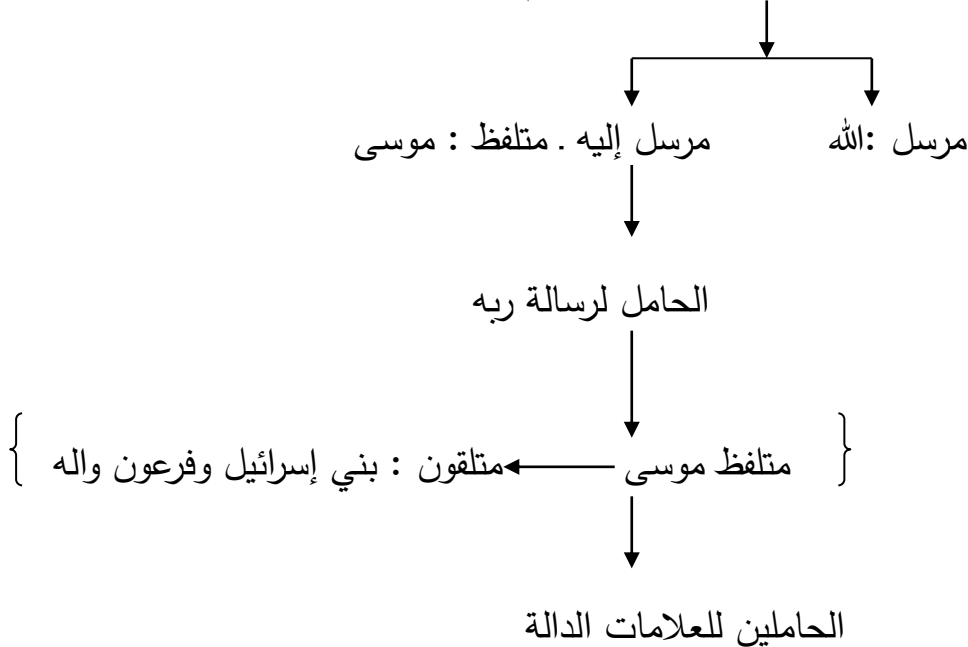 مرسل :الله مرسل إليه . متلفظ : موسى
الحامل لرسالة ربه
{ متلفظ موسى متلقون : بني إسرائيل وفرعون واله }
الحاملين للعلامات الدالة